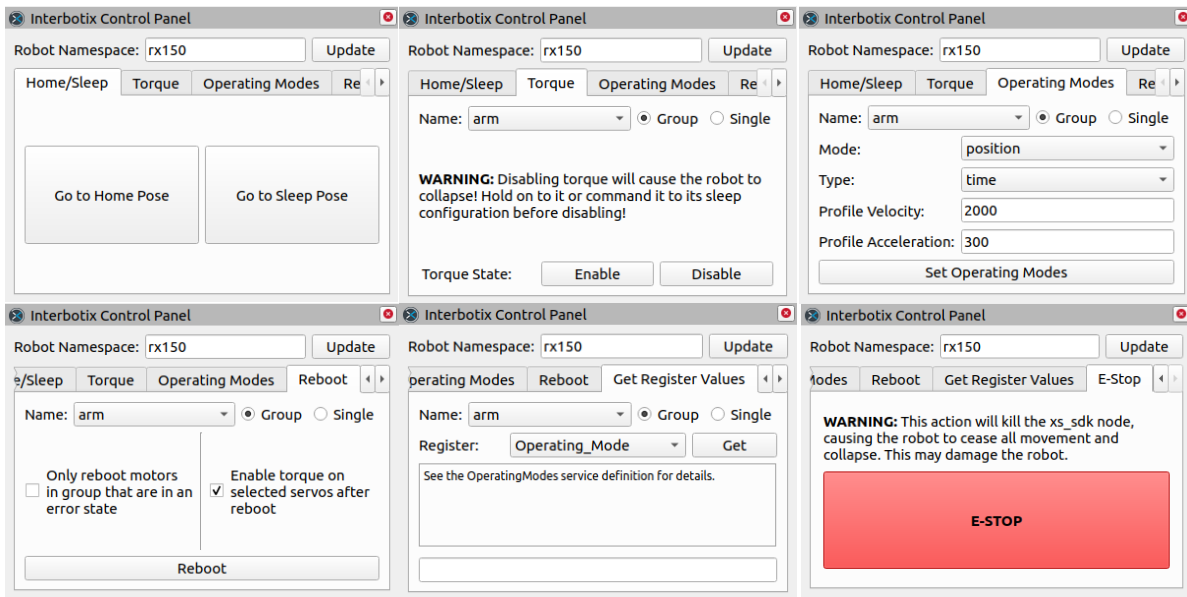 Interbotix Control Panel
Robot Namespace: rx150 Update
Home/Sleep Torque Operating Modes Re
Go to Home Pose Go to Sleep Pose
Interbotix Control Panel
Robot Namespace: rx150 Update
Home/Sleep Torque Operating Modes Re
Name: arm Group Single
WARNING: Disabling torque will cause the robot to
collapse! Hold on to it or command it to its sleep
configuration before disabling!
Torque State: Enable Disable
Interbotix Control Panel
Robot Namespace: rx150 Update
Home/Sleep Torque Operating Modes Re
Name: arm Group Single
Mode: position
Type: time
Profile Velocity: 2000
Profile Acceleration: 300
Set Operating Modes
Interbotix Control Panel
Robot Namespace: rx150 Update
e/Sleep Torque Operating Modes Reboot
Name: arm Group Single
Only reboot motors
in group that are in an
error state
Enable torque on
selected servos after
reboot
Reboot
Interbotix Control Panel
Robot Namespace: rx150 Update
perating Modes Reboot Get Register Values
Name: arm Group Single
Register: Operating_Mode Get
See the OperatingModes service definition for details.
Interbotix Control Panel
Robot Namespace: rx150 Update
Modes Reboot Get Register Values E-Stop
WARNING: This action will kill the xs_sdk node,
causing the robot to cease all movement and
collapse. This may damage the robot.
E-STOP